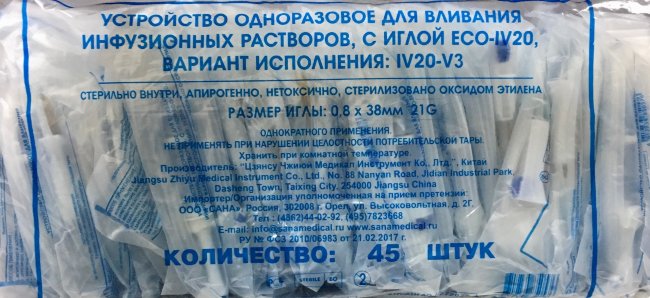 УСТРОЙСТВО ОДНОРАЗОВОЕ ДЛЯ ВЛИВАНИЯ
ИНФУЗИОННЫХ РАСТВОРОВ, С ИГЛОЙ ECO-IV20,
ВАРИАНТ ИСПОЛНЕНИЯ: IV20-V3
СТЕРИЛЬНО ВНУТРИ, АПИРОГЕННО, НЕТОКСИЧНО, СТЕРИЛИЗОВАНО ОКСИДОМ ЭТИЛЕНА
РАЗМЕР ИГЛЫ: 0,8 х 38мм 21G
ОДНОКРАТНОГО ПРИМЕНЕНИЯ.
НЕ ПРИМЕНЯТЬ ПРИ НАРУШЕНИИ ЦЕЛОСТНОСТИ ПОТРЕБИТЕЛЬСКОЙ ТАРЫ.
Хранить при комнатной температуре.
Производитель: "Цзянсу Чжиюй Медикал Инструмент Ко., Лтд.", Китай
Jiangsu Zhiyu Medical Instrument Co., Ltd., No. 88 Nanyan Road, Jidian Industrial Park,
Dasheng Town, Taixing City, 254000 Jiangsu China
Импортер/Организация уполномоченная на прием претензий:
ООО «САНА», Россия, 302008 г. Орел, ул. Высоковольтная, д. 2Г.
Тел.: (4862)44-02-92, (495)7823668
E-mail: info@sanamedical.ru www.sanamedical.ru
РУ № ФСЗ 2010/06983 от 21.02.2017 г.
КОЛИЧЕСТВО: 45 ШТУК
STERILE EO 2